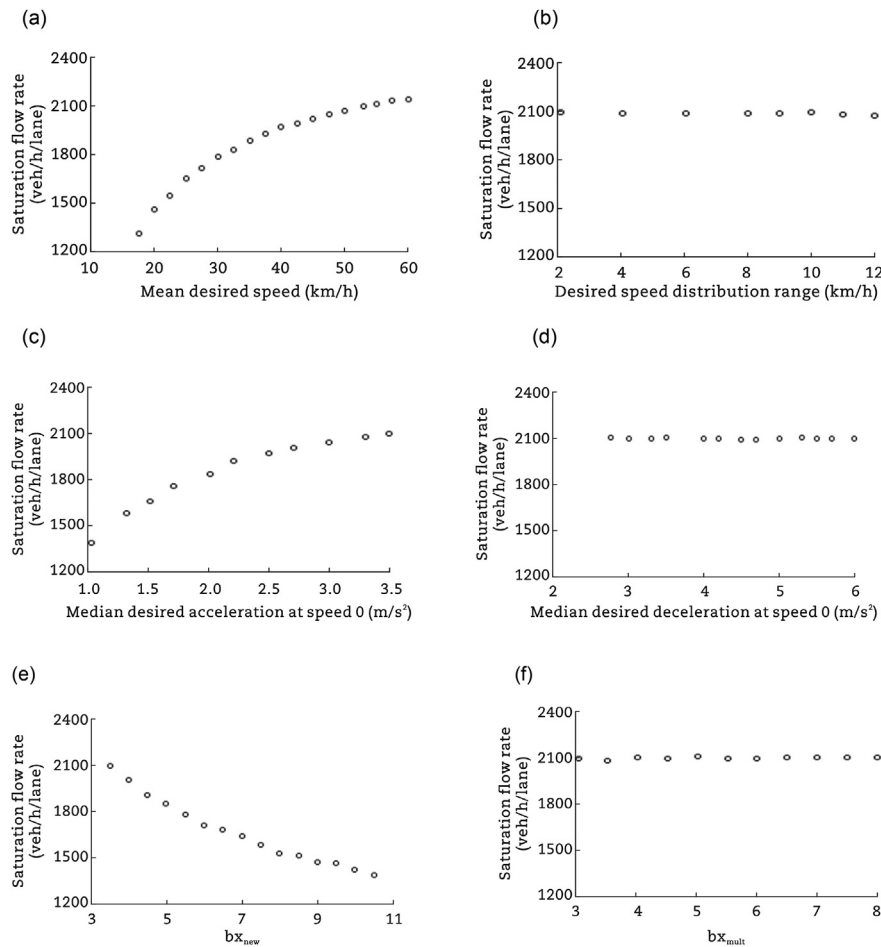 (a)
Saturation flow rate
(veh/h/lane)
2400
2100
1800
1500
1200
10 20 30 40 50 60
Mean desired speed (km/h)
(b)
Saturation flow rate
(veh/h/lane)
2400
2100
1800
1500
1200
2 4 6 8 10 12
Desired speed distribution range (km/h)
(c)
Saturation flow rate
(veh/h/lane)
2400
2100
1800
1500
1200
1.0 1.5 2.0 2.5 3.0 3.5
Median desired acceleration at speed 0 (m/s²)
(d)
Saturation flow rate
(veh/h/lane)
2400
2100
1800
1500
1200
2 3 4 5 6
Median desired deceleration at speed 0 (m/s²)
(e)
Saturation flow rate
(veh/h/lane)
2400
2100
1800
1500
1200
3 5 7 9 11
bx_new
(f)
Saturation flow rate
(veh/h/lane)
2400
2100
1800
1500
1200
3 4 5 6 7 8
bx_mult